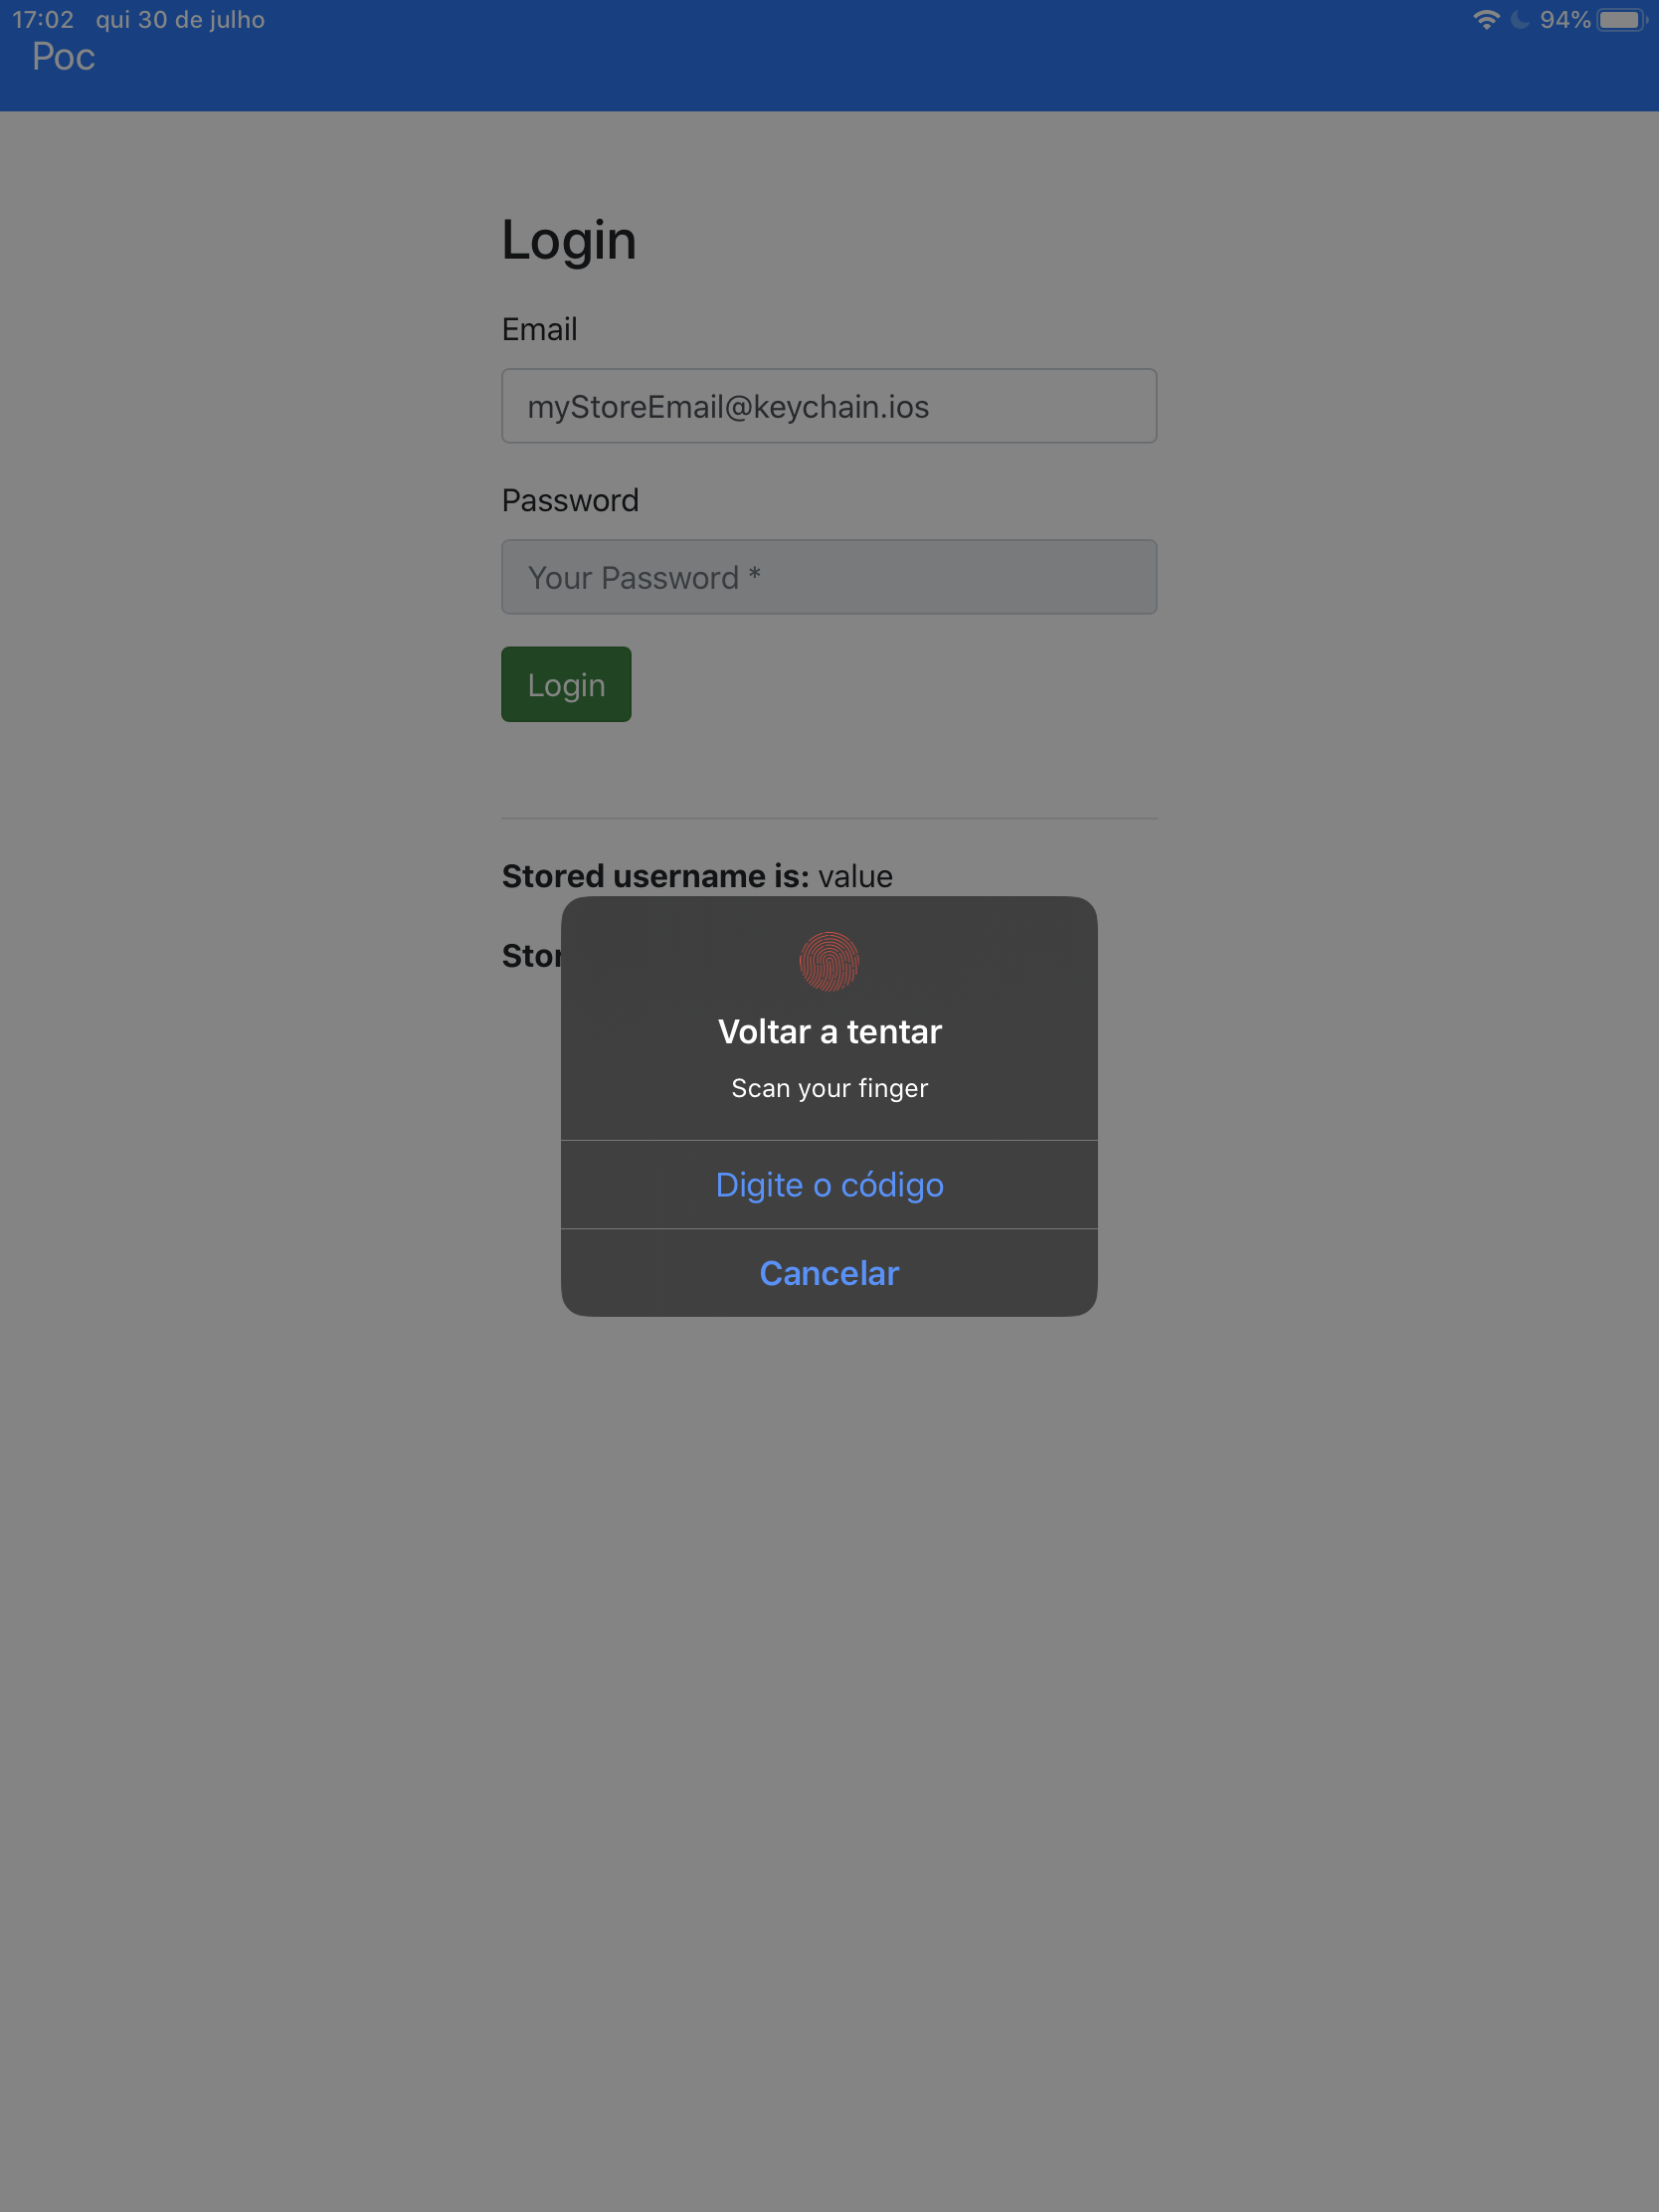 17:02 qui 30 de julho 94%
Poc
Login
Email
myStoreEmail@keychain.ios
Password
Your Password *
Login
Stored username is: value
Voltar a tentar
Scan your finger
Digite o código
Cancelar